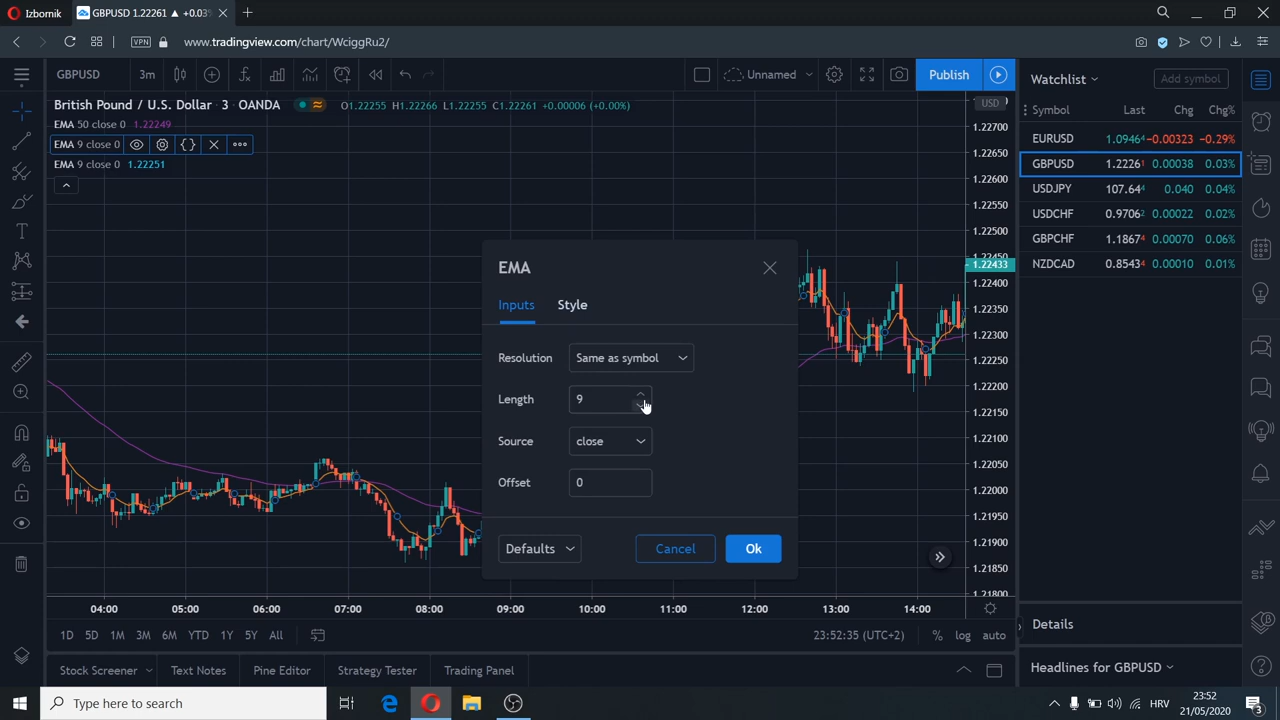 Izbornik
GBPUSD 1.22261 ▲ +0.03%
VPN
www.tradingview.com/chart/WciggRu2/
GBPUSD
3m
Unnamed
Publish
British Pound / U.S. Dollar · 3 · OANDA
O1.22255 H1.22266 L1.22255 C1.22261 +0.00006 (+0.00%)
EMA 50 close 0 1.22249
EMA 9 close 0
EMA 9 close 0 1.22251
USD
1.22700
1.22650
1.22600
1.22550
1.22500
1.22450
1.22433
1.22400
1.22350
1.22300
1.22250
1.22200
1.22150
1.22100
1.22050
1.22000
1.21950
1.21900
1.21850
1.21800
EMA
Inputs
Style
Resolution
Same as symbol
Length
9
Source
close
Offset
0
Defaults
Cancel
Ok
04:00 05:00 06:00 07:00 08:00 09:00 10:00 11:00 12:00 13:00 14:00
1D 5D 1M 3M 6M YTD 1Y 5Y All
23:52:35 (UTC+2)
% log auto
Stock Screener
Text Notes
Pine Editor
Strategy Tester
Trading Panel
Watchlist
Add symbol
Symbol Last Chg Chg%
EURUSD 1.09464 -0.00323 -0.29%
GBPUSD 1.22261 0.00038 0.03%
USDJPY 107.644 0.040 0.04%
USDCHF 0.97062 0.00022 0.02%
GBPCHF 1.18674 0.00070 0.06%
NZDCAD 0.85434 0.00010 0.01%
Details
Headlines for GBPUSD
Type here to search
HRV
23:52
21/05/2020
3